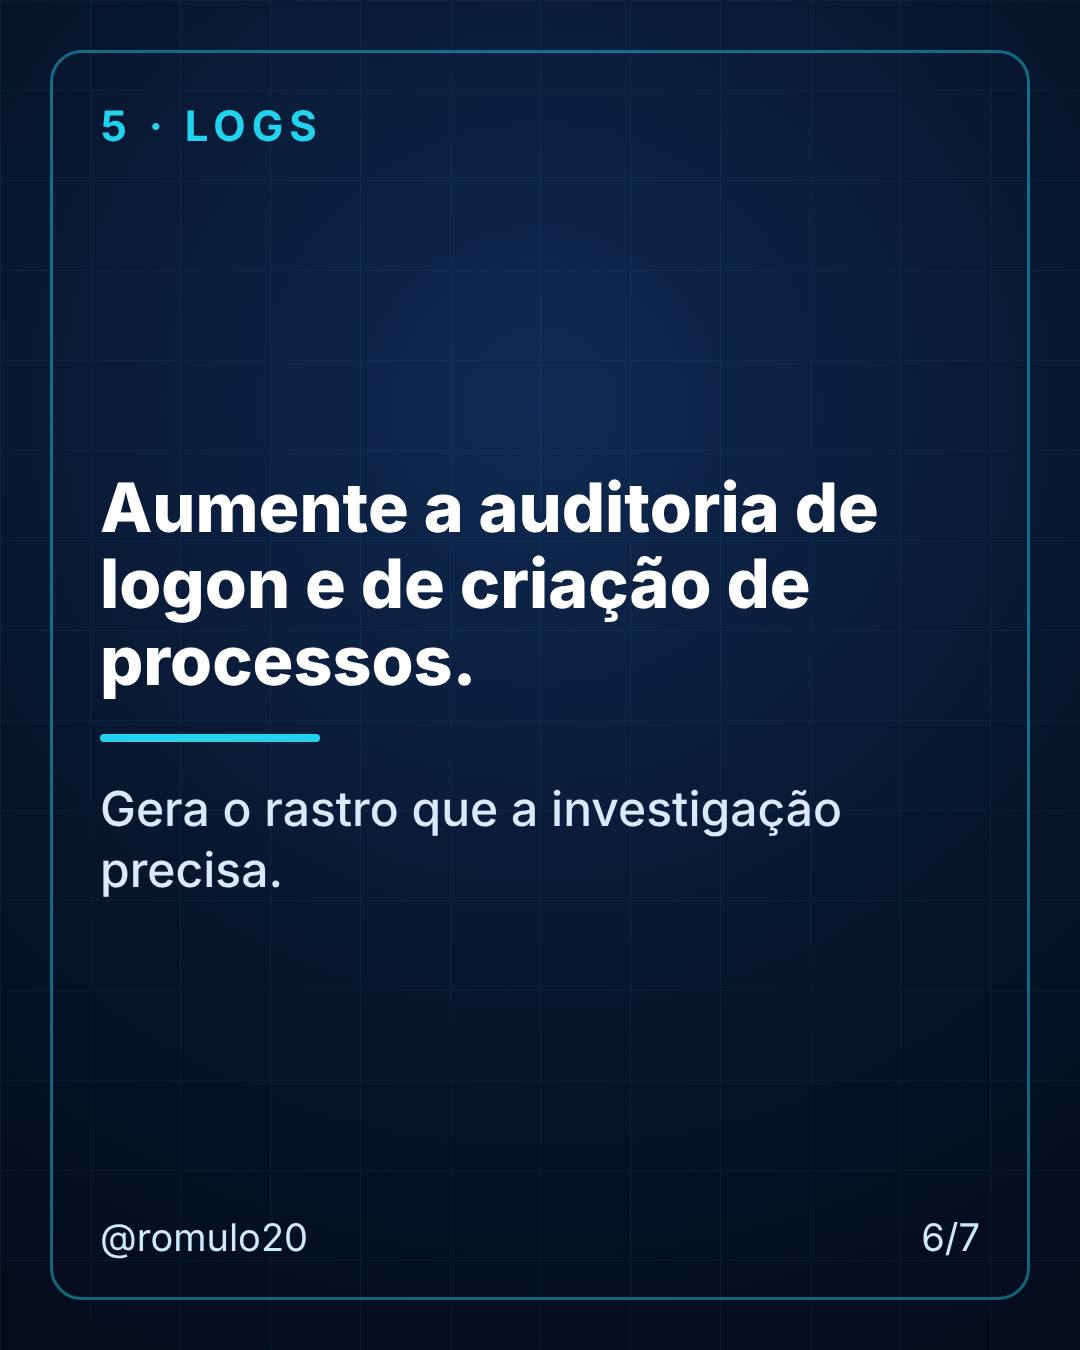 5 · LOGS
Aumente a auditoria de
logon e de criação de
processos.
Gera o rastro que a investigação
precisa.
@romulo20
6/7